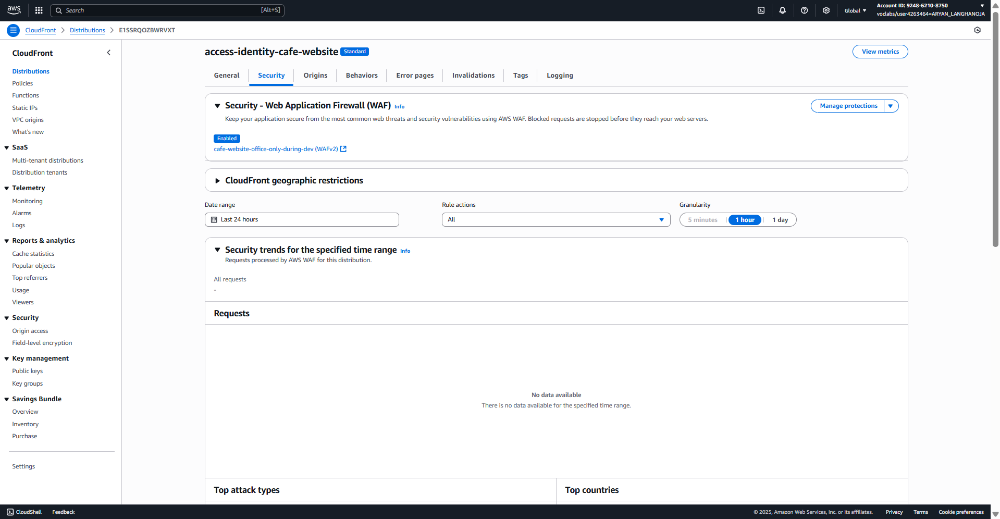 aws
Search
[Alt+S]
Global
Account ID: 9248-6210-8750
voclabs/user4263464=ARYAN_LANGHANOJA
CloudFront
Distributions
E1SSRQOZBWRVXT
CloudFront
Distributions
Policies
Functions
Static IPs
VPC origins
What's new
SaaS
Multi-tenant distributions
Distribution tenants
Telemetry
Monitoring
Alarms
Logs
Reports & analytics
Cache statistics
Popular objects
Top referrers
Usage
Viewers
Security
Origin access
Field-level encryption
Key management
Public keys
Key groups
Savings Bundle
Overview
Inventory
Purchase
Settings
access-identity-cafe-website Standard
View metrics
General Security Origins Behaviors Error pages Invalidations Tags Logging
Security - Web Application Firewall (WAF) Info
Manage protections
Keep your application secure from the most common web threats and security vulnerabilities using AWS WAF. Blocked requests are stopped before they reach your web servers.
Enabled
cafe-website-office-only-during-dev (WAFv2)
CloudFront geographic restrictions
Date range
Last 24 hours
Rule actions
All
Granularity
5 minutes 1 hour 1 day
Security trends for the specified time range Info
Requests processed by AWS WAF for this distribution.
All requests
-
Requests
No data available
There is no data available for the specified time range.
Top attack types
Top countries
CloudShell
Feedback
© 2025, Amazon Web Services, Inc. or its affiliates.
Privacy
Terms
Cookie preferences